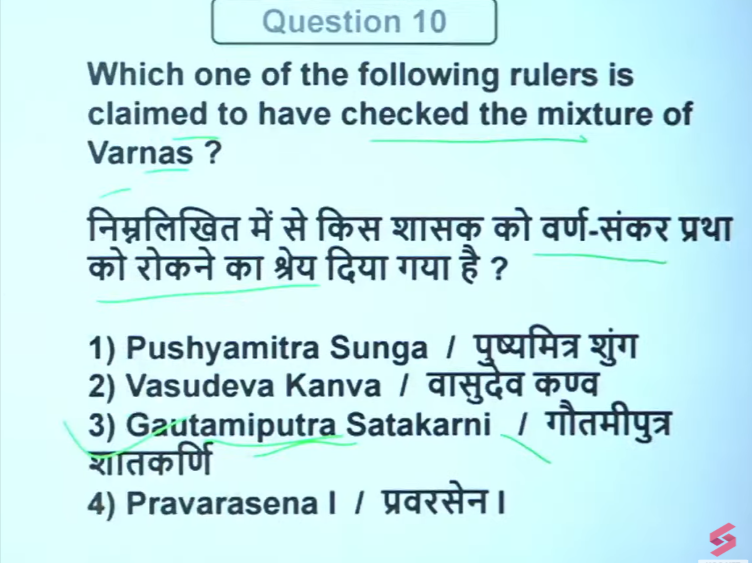 Question 10
Which one of the following rulers is
claimed to have checked the mixture of
Varnas ?
निम्नलिखित में से किस शासक को वर्ण-संकर प्रथा
को रोकने का श्रेय दिया गया है ?
1) Pushyamitra Sunga / पुष्यमित्र शुंग
2) Vasudeva Kanva / वासुदेव कण्व
3) Gautamiputra Satakarni / गौतमीपुत्र
शातकर्णि
4) Pravarasena I / प्रवरसेन I